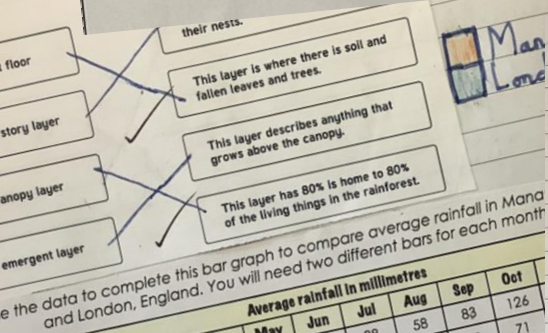 their nests.
floor
This layer is where there is soil and
fallen leaves and trees.
story layer
This layer describes anything that
grows above the canopy.
anopy layer
This layer has 80% is home to 80%
of the living things in the rainforest.
emergent layer
Man
Lond
e the data to complete this bar graph to compare average rainfall in Mana
and London, England. You will need two different bars for each month
Average rainfall in millimetres
May Jun Jul Aug Sep Oct
58 83 126
71